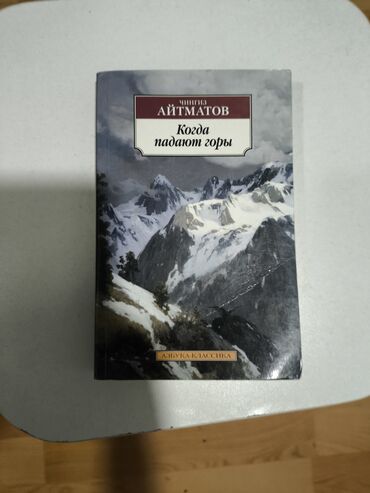 ЧИНГИЗ
АЙТМАТОВ
Когда
падают горы
АЗБУКА-КЛАССИКА